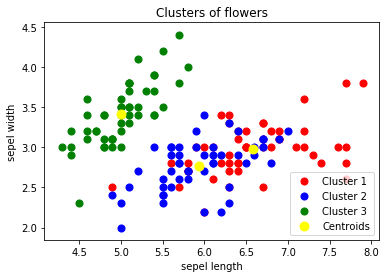 Clusters of flowers
4.5
4.0
3.5
3.0
2.5
2.0
sepel width
4.5 5.0 5.5 6.0 6.5 7.0 7.5 8.0
sepel length
Cluster 1
Cluster 2
Cluster 3
Centroids